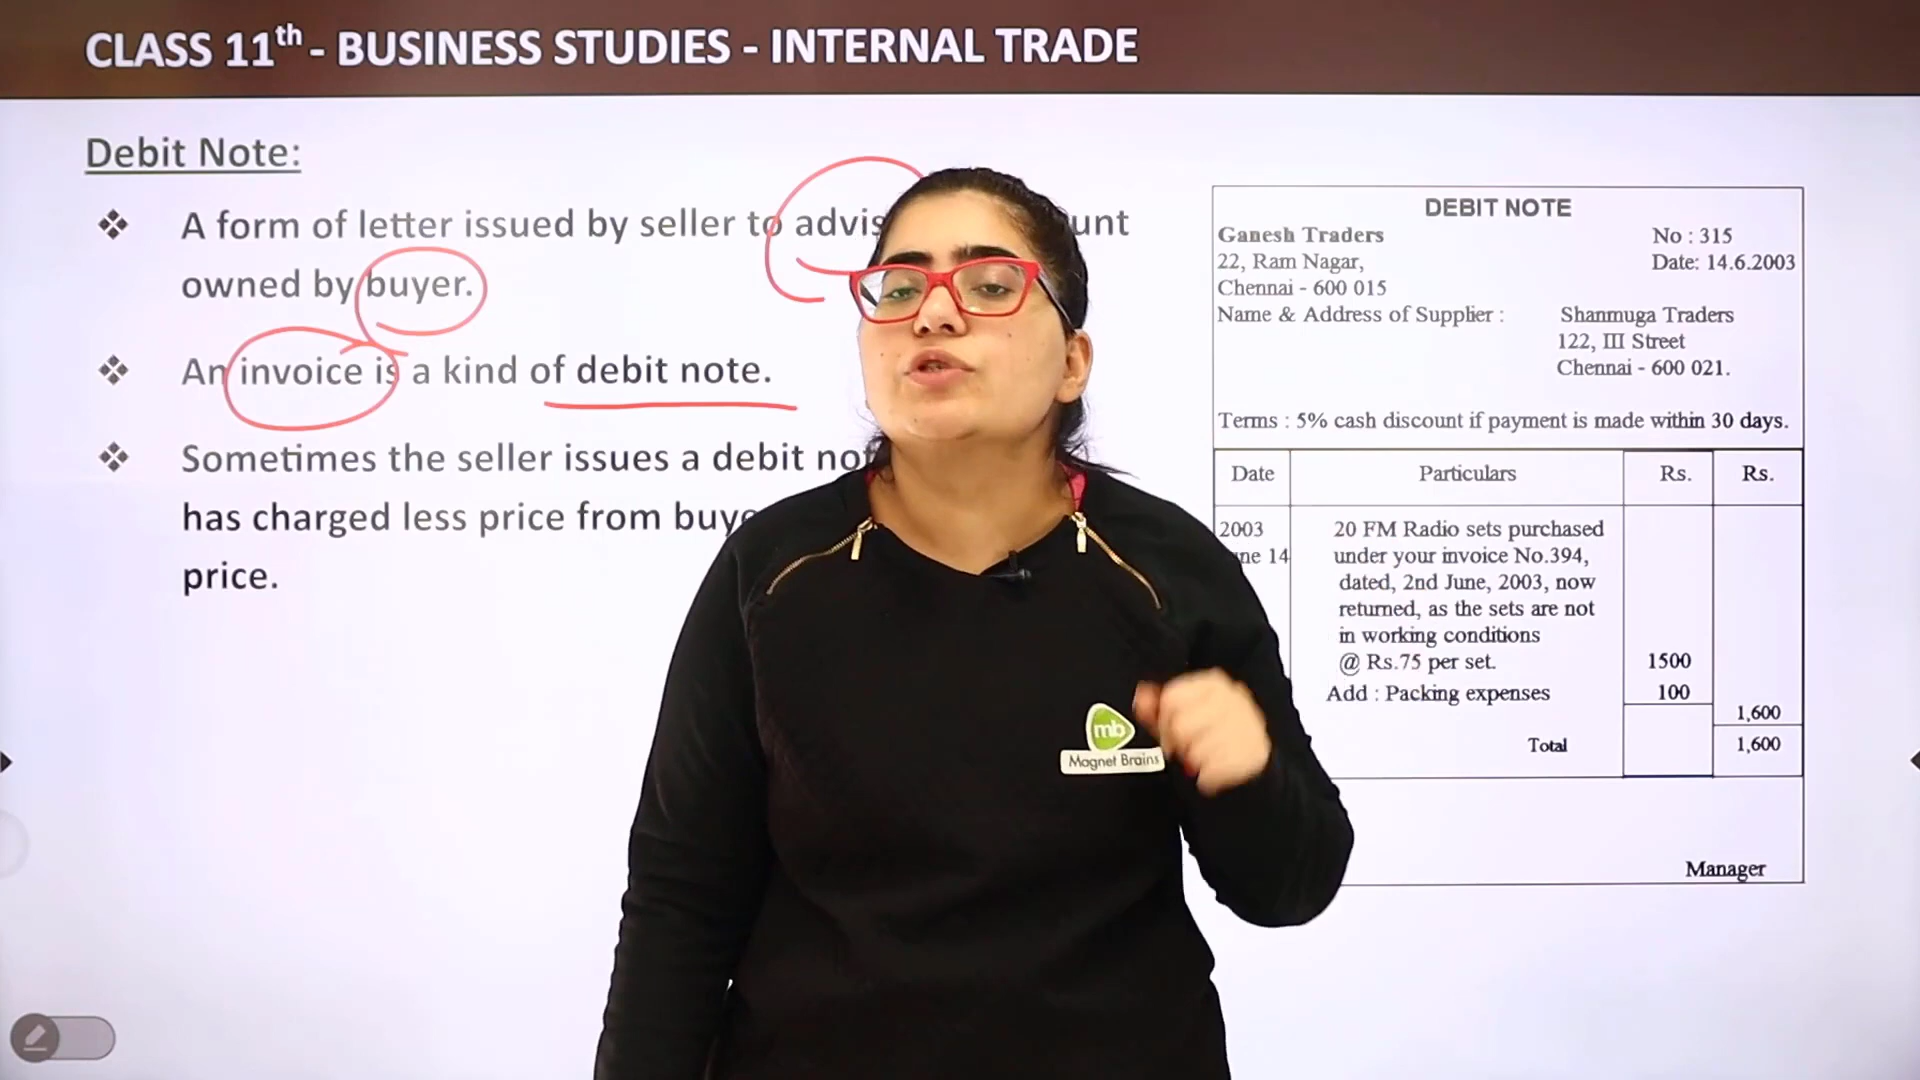 CLASS 11th - BUSINESS STUDIES - INTERNAL TRADE
Debit Note:
A form of letter issued by seller to
owned by buyer.
An invoice is a kind of debit note.
Sometimes the seller issues a debit
has charged less price from
price.
DEBIT NOTE
Ganesh Traders No : 315
22, Ram Nagar, Date: 14.6.2003
Chennai - 600 015
Name & Address of Supplier : Shanmuga Traders
122, III Street
Chennai - 600 021.
Terms : 5% cash discount if payment is made within 30 days.
Date Particulars Rs. Rs.
2003 20 FM Radio sets purchased
14 under your invoice No.394,
dated, 2nd June, 2003, now
returned, as the sets are not
in working conditions
@ Rs.75 per set. 1500
Add : Packing expenses 100
1,600
Total 1,600
Manager
mb
Magnet Brains